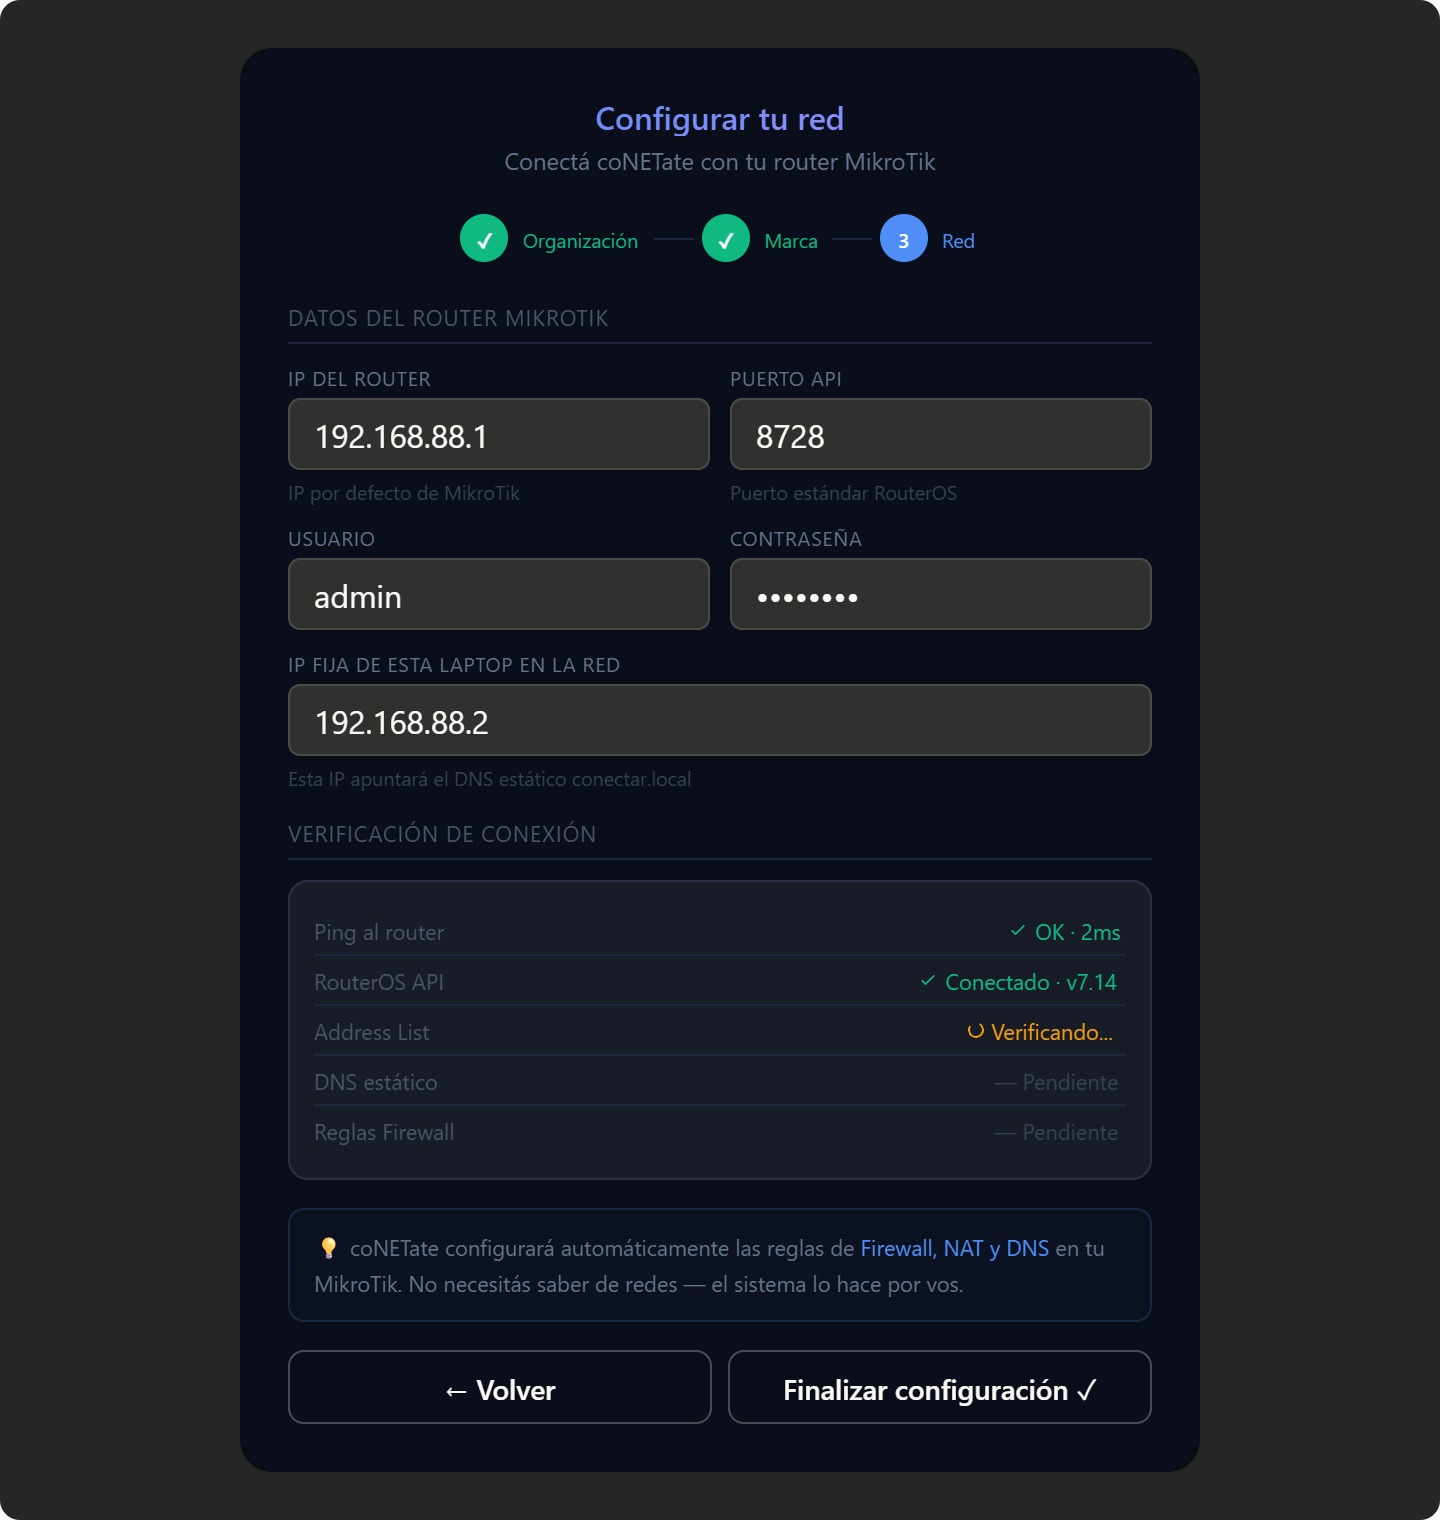 Configurar tu red
Conectá coNETate con tu router MikroTik
✓ Organización ✓ Marca 3 Red
DATOS DEL ROUTER MIKROTIK
IP DEL ROUTER PUERTO API
192.168.88.1 8728
IP por defecto de MikroTik Puerto estándar RouterOS
USUARIO CONTRASEÑA
admin ••••••••
IP FIJA DE ESTA LAPTOP EN LA RED
192.168.88.2
Esta IP apuntará el DNS estático conectar.local
VERIFICACIÓN DE CONEXIÓN
Ping al router ✓ OK · 2ms
RouterOS API ✓ Conectado · v7.14
Address List Verificando...
DNS estático — Pendiente
Reglas Firewall — Pendiente
💡 coNETate configurará automáticamente las reglas de Firewall, NAT y DNS en tu
MikroTik. No necesitás saber de redes — el sistema lo hace por vos.
← Volver Finalizar configuración ✓